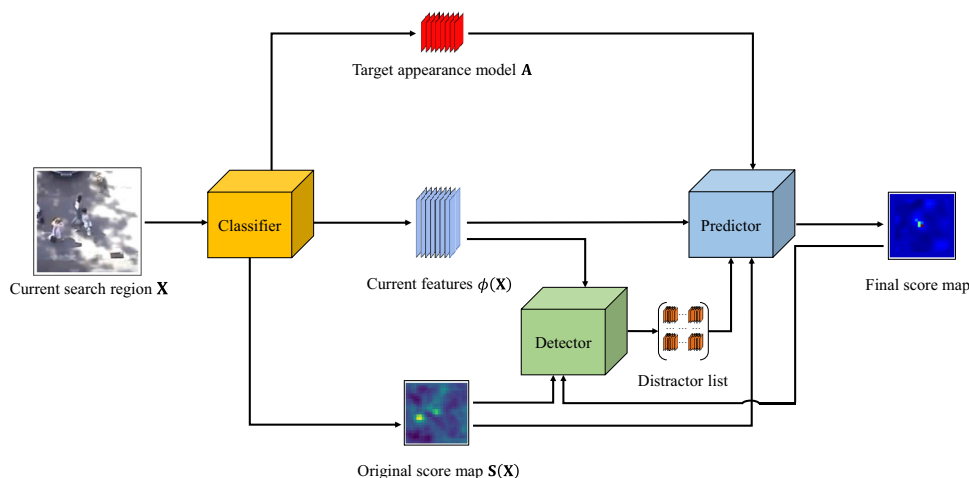 Target appearance model A
Classifier
Predictor
Current search region X
Current features ϕ(X)
Final score map
Detector
Distractor list
Original score map S(X)